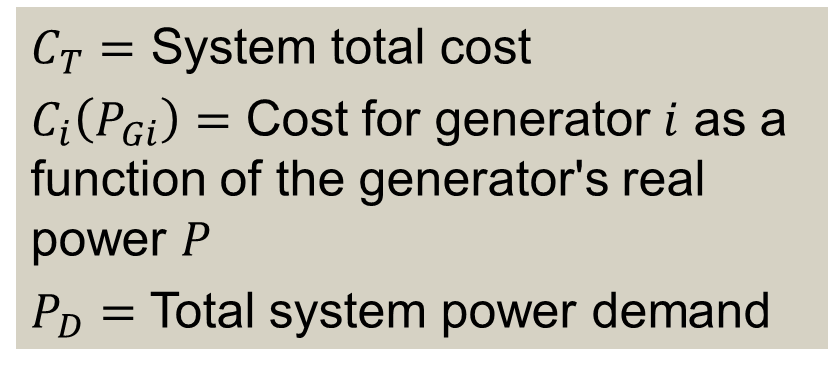 C_T = System total cost
C_i(P_Gi) = Cost for generator i as a
function of the generator's real
power P
P_D = Total system power demand